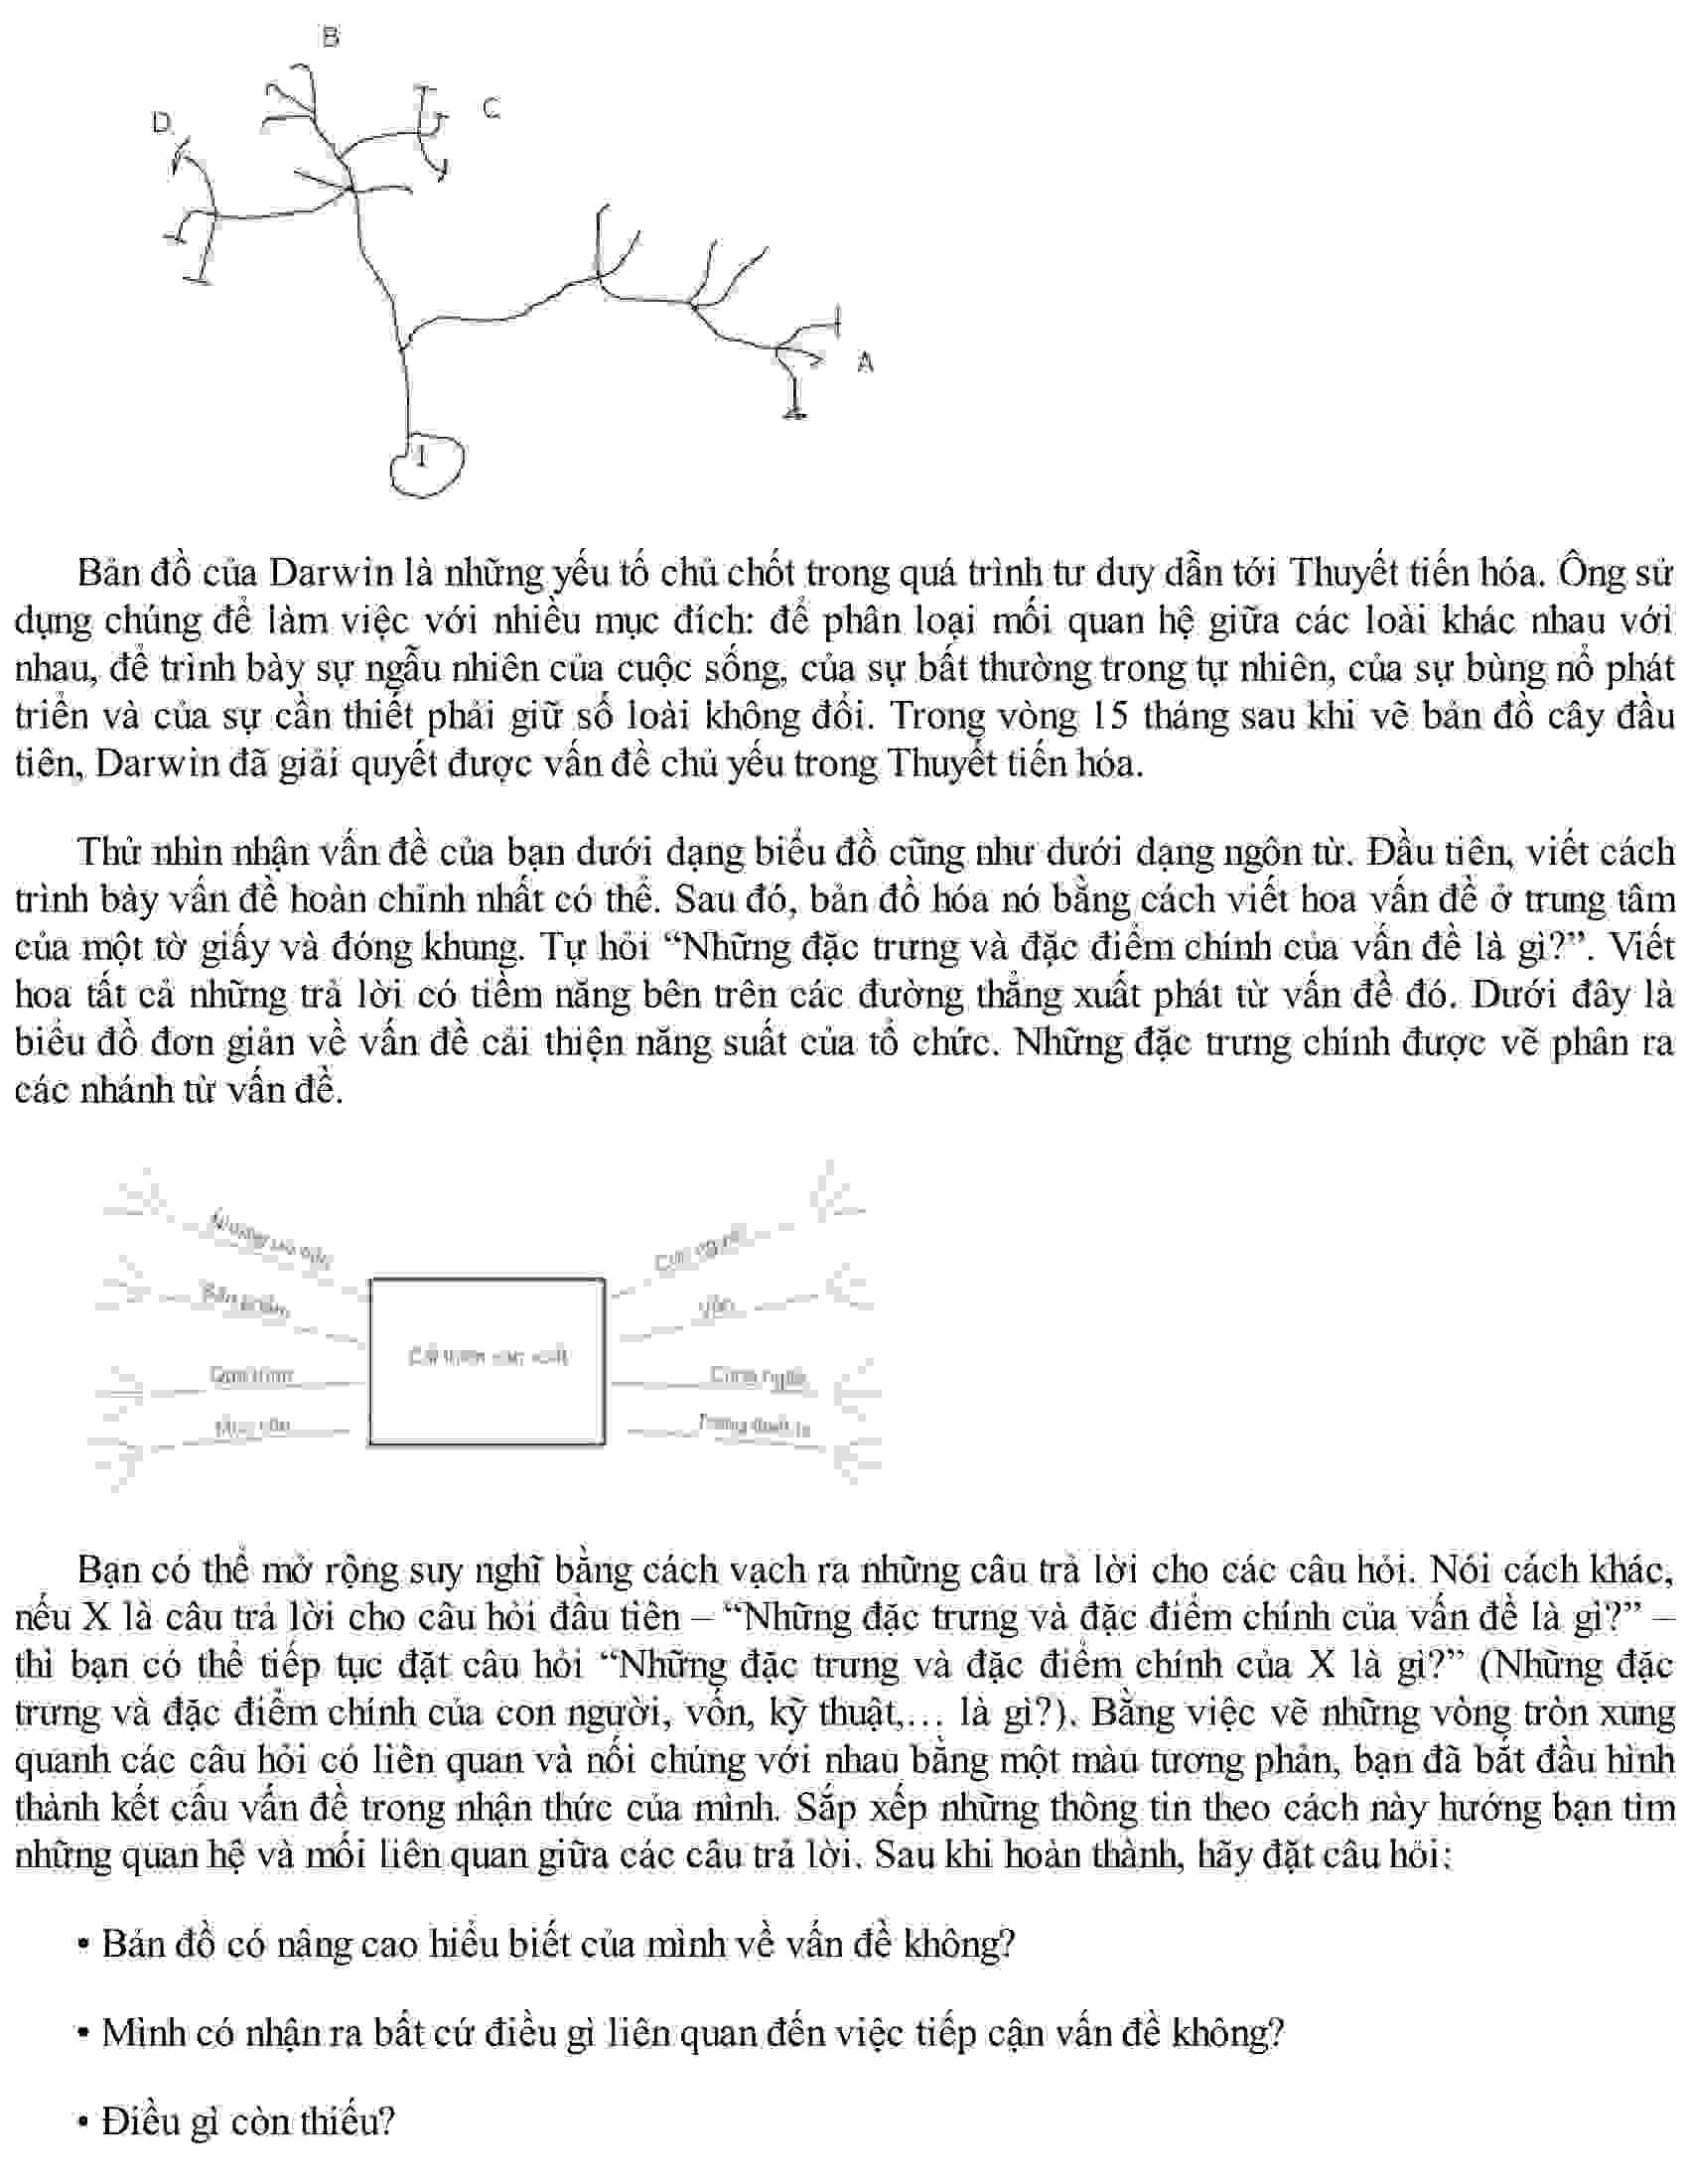 B
D
C
A
1
Bản đồ của Darwin là những yếu tố chủ chốt trong quá trình tư duy dẫn tới Thuyết tiến hóa. Ông sử
dụng chúng để làm việc với nhiều mục đích: để phân loại mối quan hệ giữa các loài khác nhau với
nhau, để trình bày sự ngẫu nhiên của cuộc sống, của sự bất thường trong tự nhiên, của sự bùng nổ phát
triển và của sự cần thiết phải giữ số loài không đổi. Trong vòng 15 tháng sau khi vẽ bản đồ cây đầu
tiên, Darwin đã giải quyết được vấn đề chủ yếu trong Thuyết tiến hóa.
Thử nhìn nhận vấn đề của bạn dưới dạng biểu đồ cũng như dưới dạng ngôn từ. Đầu tiên, viết cách
trình bày vấn đề hoàn chỉnh nhất có thể. Sau đó, bản đồ hóa nó bằng cách viết hoa vấn đề ở trung tâm
của một tờ giấy và đóng khung. Tự hỏi “Những đặc trưng và đặc điểm chính của vấn đề là gì?”. Viết
hoa tất cả những trả lời có tiềm năng bên trên các đường thẳng xuất phát từ vấn đề đó. Dưới đây là
biểu đồ đơn giản về vấn đề cải thiện năng suất của tổ chức. Những đặc trưng chính được vẽ phân ra
các nhánh từ vấn đề.
Con người
Vốn
Cải thiện năng suất
Quá trình
Công nghệ
Bạn có thể mở rộng suy nghĩ bằng cách vạch ra những câu trả lời cho các câu hỏi. Nói cách khác,
nếu X là câu trả lời cho câu hỏi đầu tiên – “Những đặc trưng và đặc điểm chính của vấn đề là gì?” –
thì bạn có thể tiếp tục đặt câu hỏi “Những đặc trưng và đặc điểm chính của X là gì?” (Những đặc
trưng và đặc điểm chính của con người, vốn, kỹ thuật,… là gì?). Bằng việc vẽ những vòng tròn xung
quanh các câu hỏi có liên quan và nối chúng với nhau bằng một màu tương phản, bạn đã bắt đầu hình
thành kết cấu vấn đề trong nhận thức của mình. Sắp xếp những thông tin theo cách này hướng bạn tìm
những quan hệ và mối liên quan giữa các câu trả lời. Sau khi hoàn thành, hãy đặt câu hỏi:
• Bản đồ có nâng cao hiểu biết của mình về vấn đề không?
• Mình có nhận ra bất cứ điều gì liên quan đến việc tiếp cận vấn đề không?
• Điều gì còn thiếu?